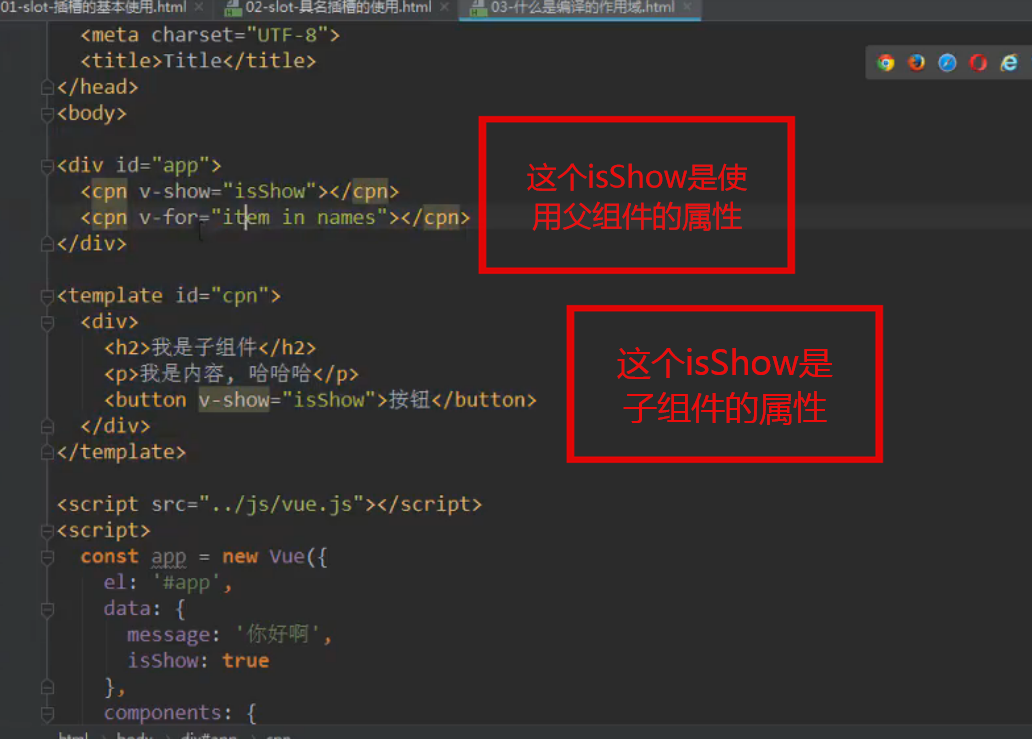 01-slot-插槽的基本使用.html × 02-slot-具名插槽的使用.html × 03-什么是编译的作用域.html ×
<meta charset="UTF-8">
<title>Title</title>
</head>
<body>
<div id="app">
<cpn v-show="isShow"></cpn>
<cpn v-for="item in names"></cpn>
</div>
这个isShow是使
用父组件的属性
<template id="cpn">
<div>
<h2>我是子组件</h2>
<p>我是内容, 哈哈哈</p>
<button v-show="isShow">按钮</button>
</div>
</template>
这个isShow是
子组件的属性
<script src="../js/vue.js"></script>
<script>
const app = new Vue({
el: '#app',
data: {
message: '你好啊',
isShow: true
},
components: {
html › body › div#app › cpn